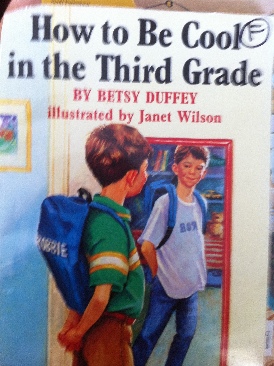 How to Be Cool F
in the Third Grade
BY BETSY DUFFEY
illustrated by Janet Wilson
ROBBIE